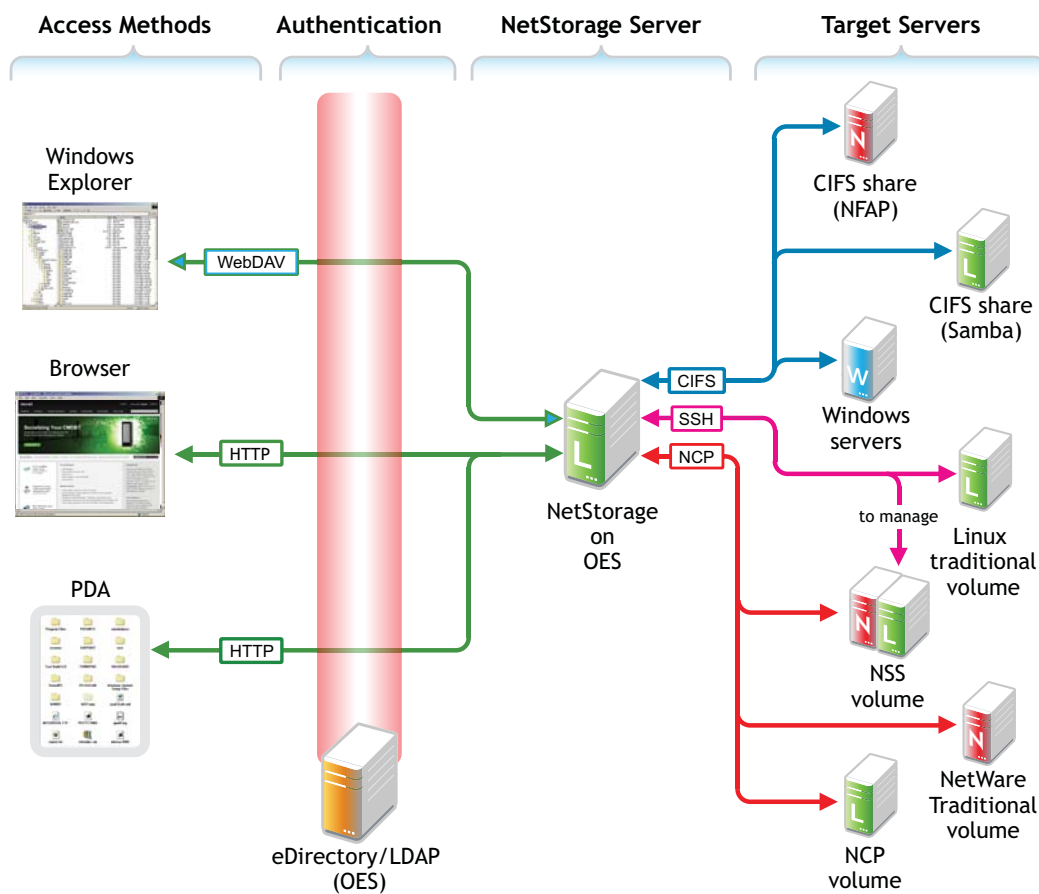 Access Methods
Authentication
NetStorage Server
Target Servers
Windows
Explorer
WebDAV
Browser
HTTP
PDA
HTTP
eDirectory/LDAP
(OES)
L
NetStorage
on
OES
CIFS
SSH
NCP
N
CIFS share
(NFAP)
L
CIFS share
(Samba)
W
Windows
servers
L
Linux
traditional
volume
to manage
N L
NSS
volume
N
NetWare
Traditional
volume
L
NCP
volume